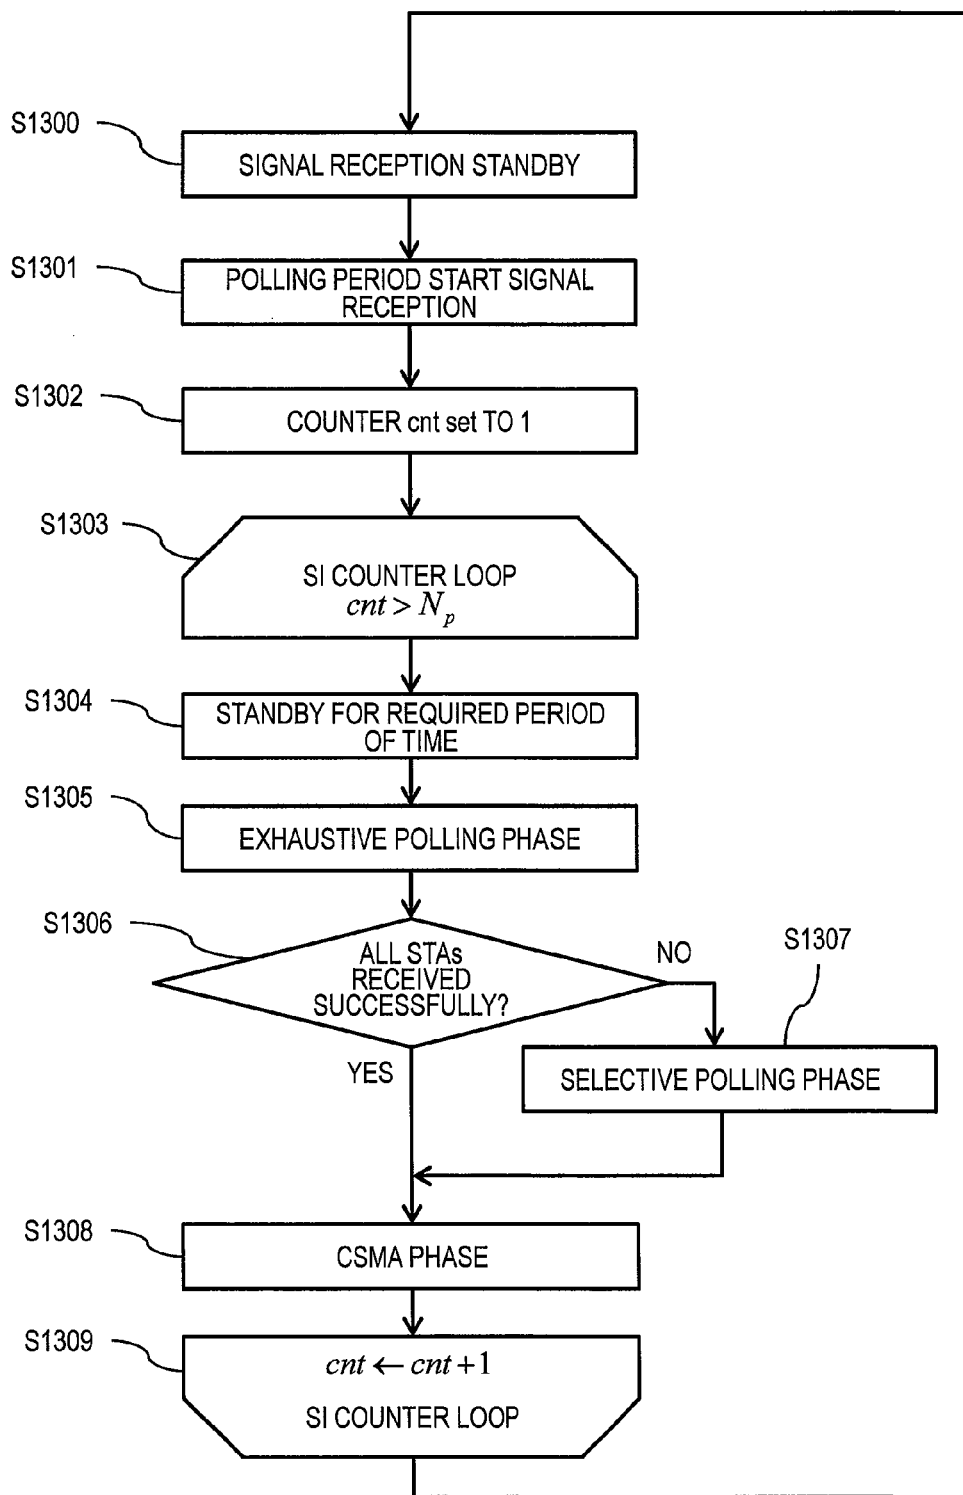 S1300
SIGNAL RECEPTION STANDBY
S1301
POLLING PERIOD START SIGNAL
RECEPTION
S1302
COUNTER cnt set TO 1
S1303
SI COUNTER LOOP
cnt > N_p
S1304
STANDBY FOR REQUIRED PERIOD
OF TIME
S1305
EXHAUSTIVE POLLING PHASE
S1306
ALL STAs
RECEIVED
SUCCESSFULLY?
NO
S1307
YES
SELECTIVE POLLING PHASE
S1308
CSMA PHASE
S1309
cnt ← cnt +1
SI COUNTER LOOP